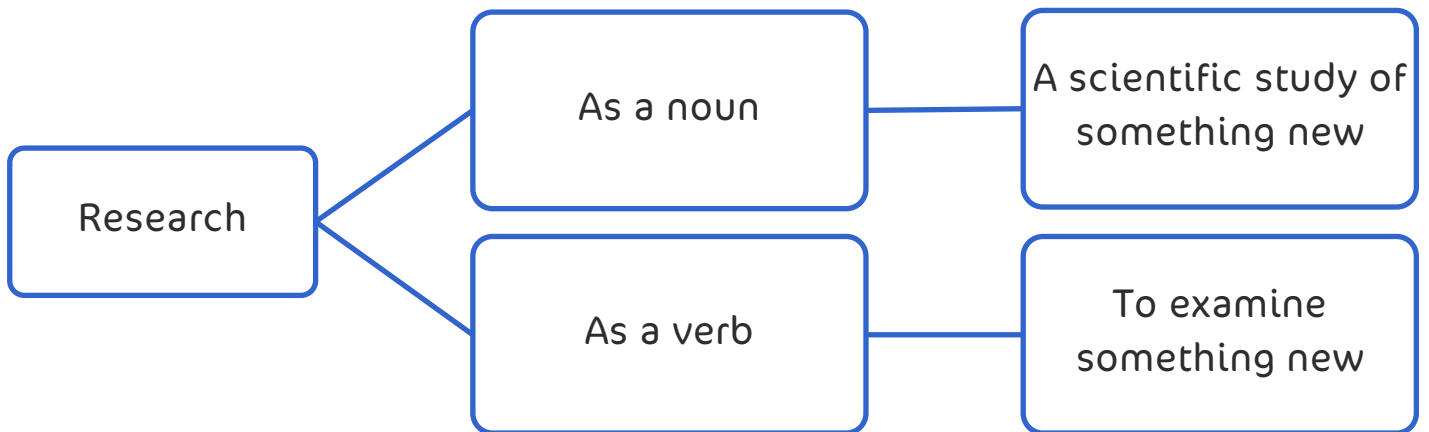 Research
As a noun
A scientific study of
something new
As a verb
To examine
something new